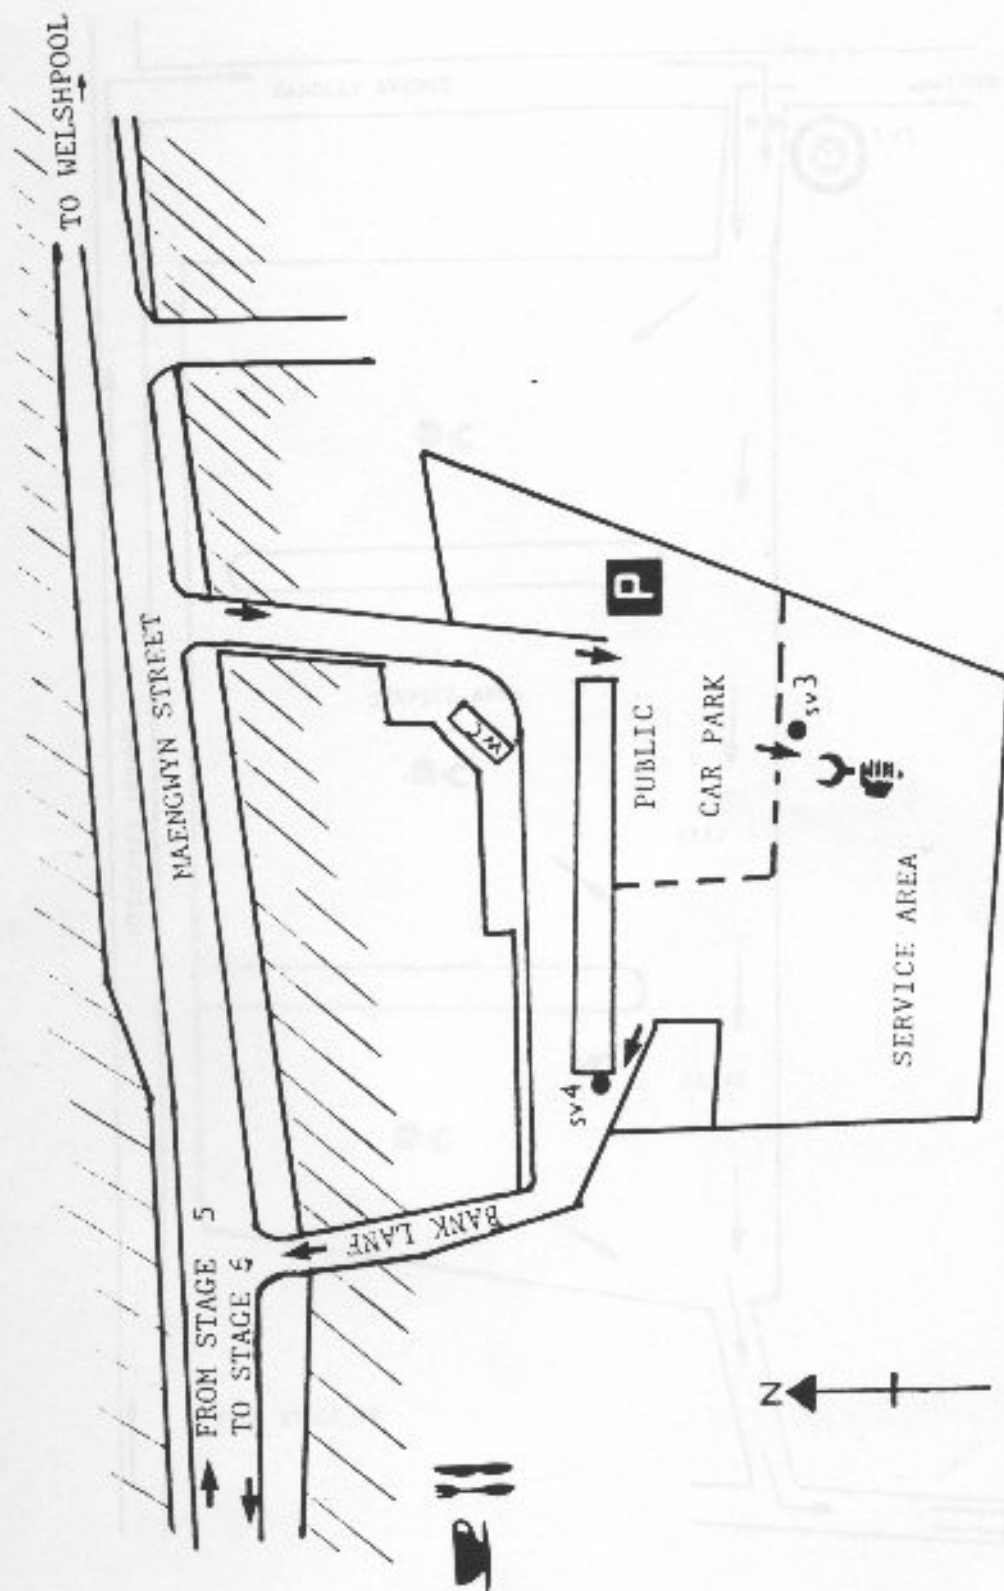 TO WELSHPOOL
MAENGWYN STREET
FROM STAGE 5
TO STAGE 6
BANK LANE
WC
P
PUBLIC
CAR PARK
sv3
sv4
SERVICE AREA
N